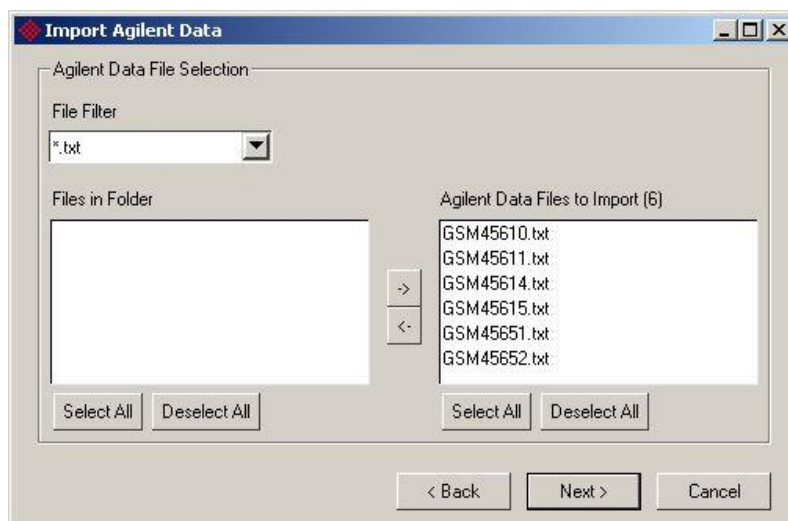 Import Agilent Data
Agilent Data File Selection
File Filter
*.txt
Files in Folder
Agilent Data Files to Import (6)
GSM45610.txt
GSM45611.txt
GSM45614.txt
GSM45615.txt
GSM45651.txt
GSM45652.txt
->
<-
Select All
Deselect All
Select All
Deselect All
< Back
Next >
Cancel